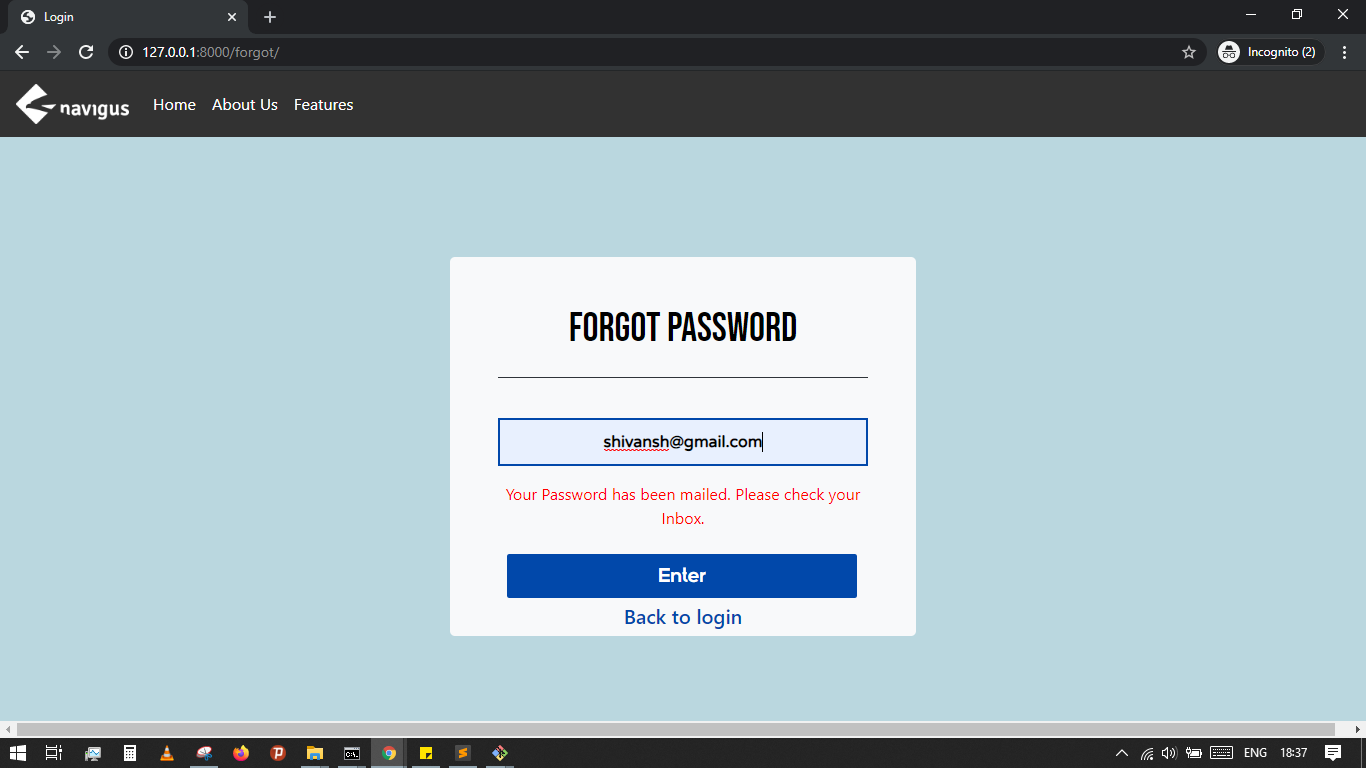 Login
127.0.0.1:8000/forgot/
Incognito (2)
navigus Home About Us Features
FORGOT PASSWORD
shivansh@gmail.com
Your Password has been mailed. Please check your
Inbox.
Enter
Back to login
ENG 18:37